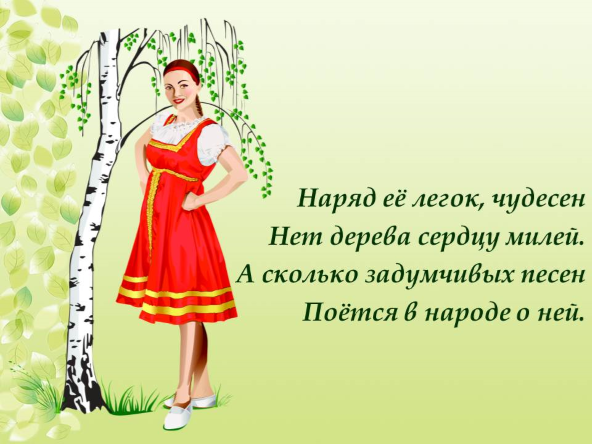 Наряд её легок, чудесен
Нет дерева сердцу милей.
А сколько задумчивых песен
Поётся в народе о ней.